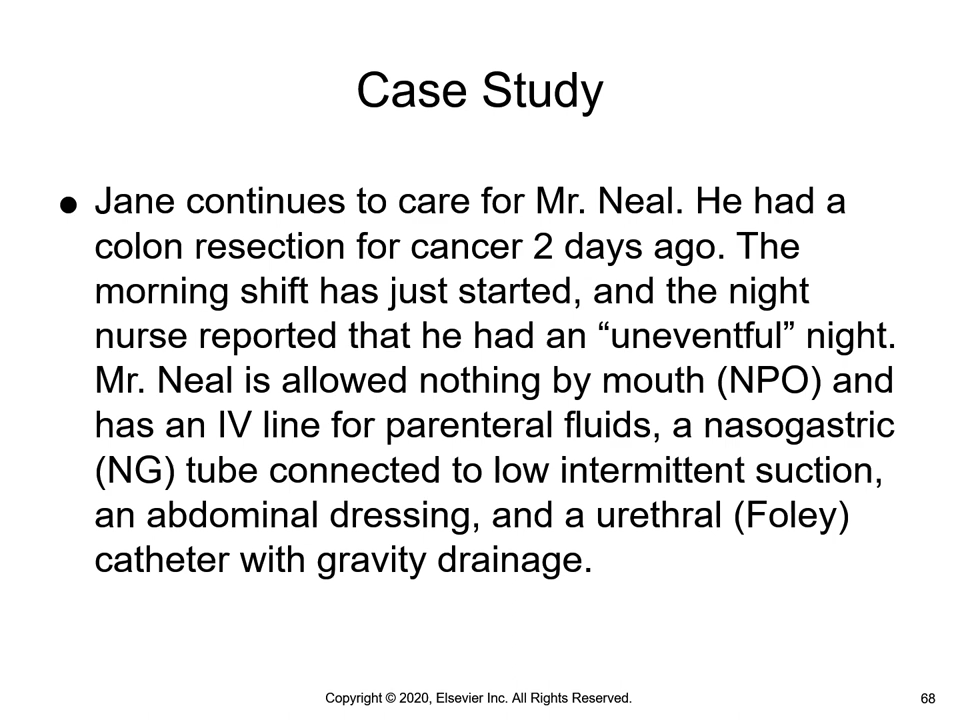 Case Study
● Jane continues to care for Mr. Neal. He had a
colon resection for cancer 2 days ago. The
morning shift has just started, and the night
nurse reported that he had an “uneventful” night.
Mr. Neal is allowed nothing by mouth (NPO) and
has an IV line for parenteral fluids, a nasogastric
(NG) tube connected to low intermittent suction,
an abdominal dressing, and a urethral (Foley)
catheter with gravity drainage.
Copyright © 2020, Elsevier Inc. All Rights Reserved.
68